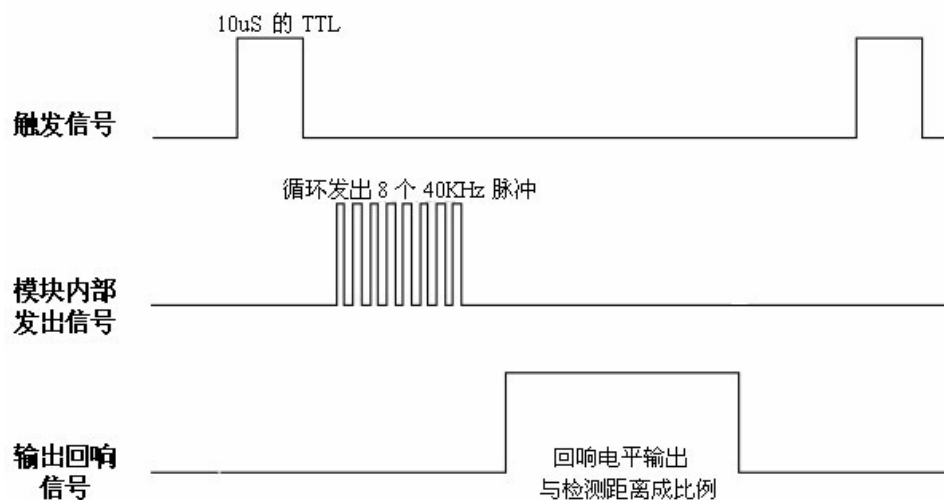 10uS 的 TTL
触发信号
循环发出 8 个 40KHz 脉冲
模块内部
发出信号
输出回响
信号
回响电平输出
与检测距离成比例